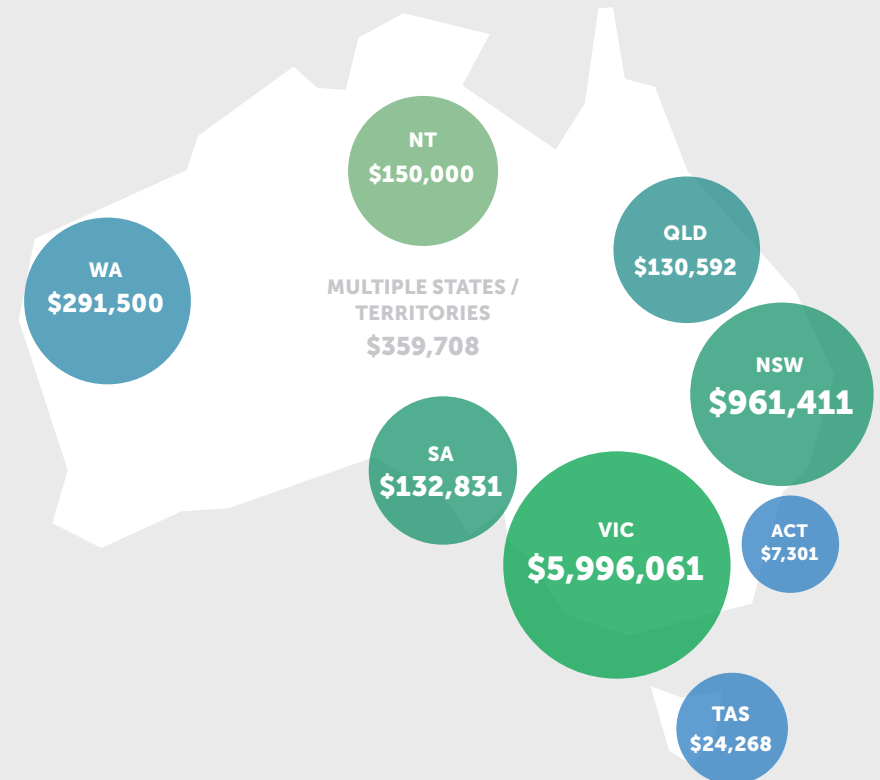 NT
$150,000
QLD
$130,592
WA
$291,500
MULTIPLE STATES /
TERRITORIES
$359,708
NSW
$961,411
SA
$132,831
VIC
$5,996,061
ACT
$7,301
TAS
$24,268